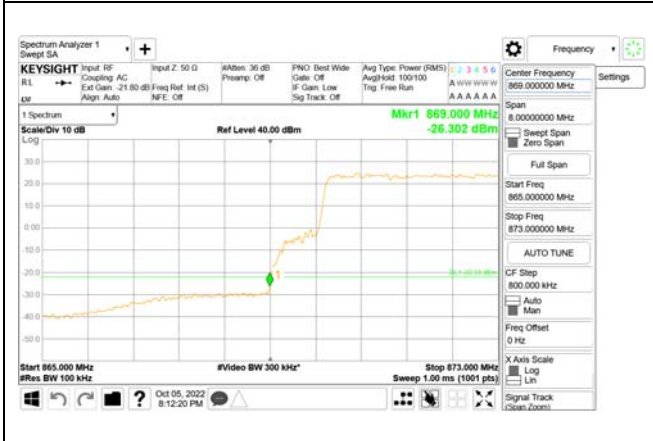 Spectrum Analyzer 1
Swept SA
+
Frequency
KEYSIGHT
Input: RF
Input Z: 50 Ω
#Atten: 36 dB
PNO: Best Wide
Avg Type: Power (RMS)
1 2 3 4 5 6
RL
Coupling: AC
Preamp: Off
Gate: Off
Avg|Hold: 100/100
A W W W W W
Ext Gain: -21.80 dB
Freq Ref: Int (S)
IF Gain: Low
Trig: Free Run
Align: Auto
NFE: Off
Sig Track: Off
A A A A A A
1 Spectrum
Mkr1 869.000 MHz
Scale/Div 10 dB
Ref Level 40.00 dBm
-26.302 dBm
Log
30.0
20.0
10.0
0.00
-10.0
-20.0
-30.0
-40.0
-50.0
1
Start 865.000 MHz
#Video BW 300 kHz*
Stop 873.000 MHz
#Res BW 100 kHz
Sweep 1.00 ms (1001 pts)
?
Oct 05, 2022
8:12:20 PM
Center Frequency
869.000000 MHz
Settings
Span
8.00000000 MHz
Swept Span
Zero Span
Full Span
Start Freq
865.000000 MHz
Stop Freq
873.000000 MHz
AUTO TUNE
CF Step
800.000 kHz
Auto
Man
Freq Offset
0 Hz
X Axis Scale
Log
Lin
Signal Track
(Span Zoom)